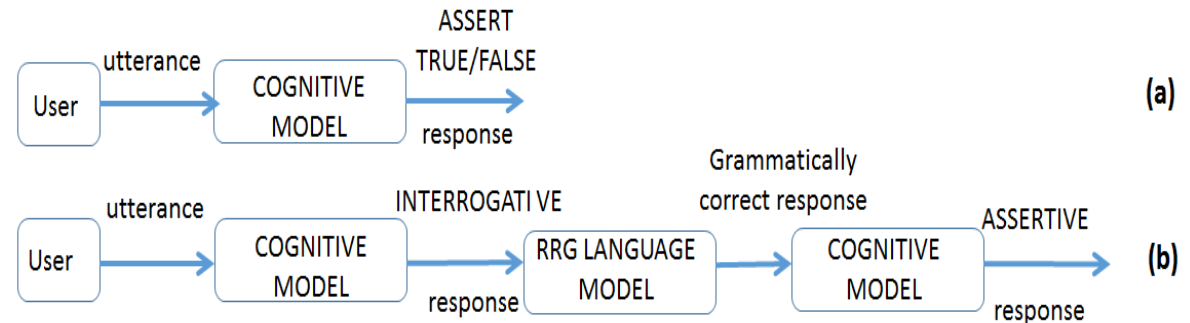 ASSERT
TRUE/FALSE
utterance
User
COGNITIVE
MODEL
response
(a)
Grammatically
correct response
utterance
INTERROGATI VE
ASSERTIVE
User
COGNITIVE
MODEL
response
RRG LANGUAGE
MODEL
COGNITIVE
MODEL
response
(b)